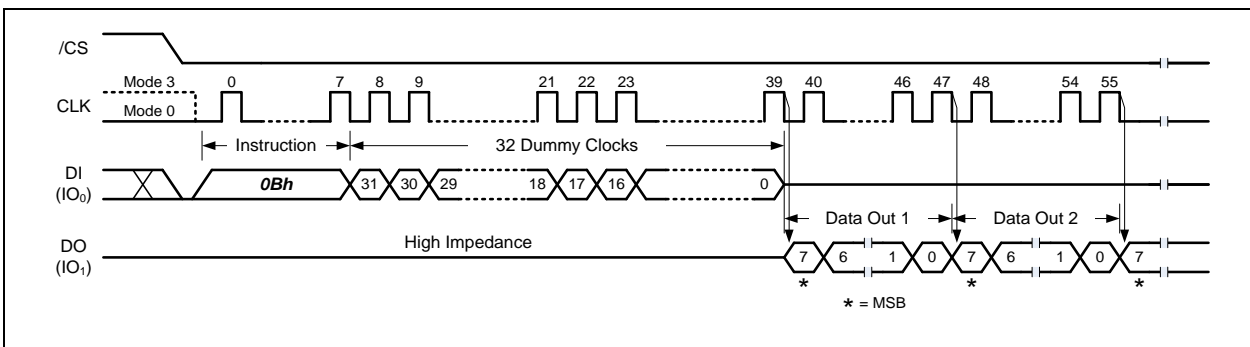 /CS
Mode 3 0 7 8 9 21 22 23 39 40 46 47 48 54 55
CLK Mode 0
Instruction 32 Dummy Clocks
DI 0Bh 31 30 29 18 17 16 0
(IO0)
Data Out 1 Data Out 2
DO High Impedance
(IO1) 7 6 1 0 7 6 1 0 7
* * *
* = MSB